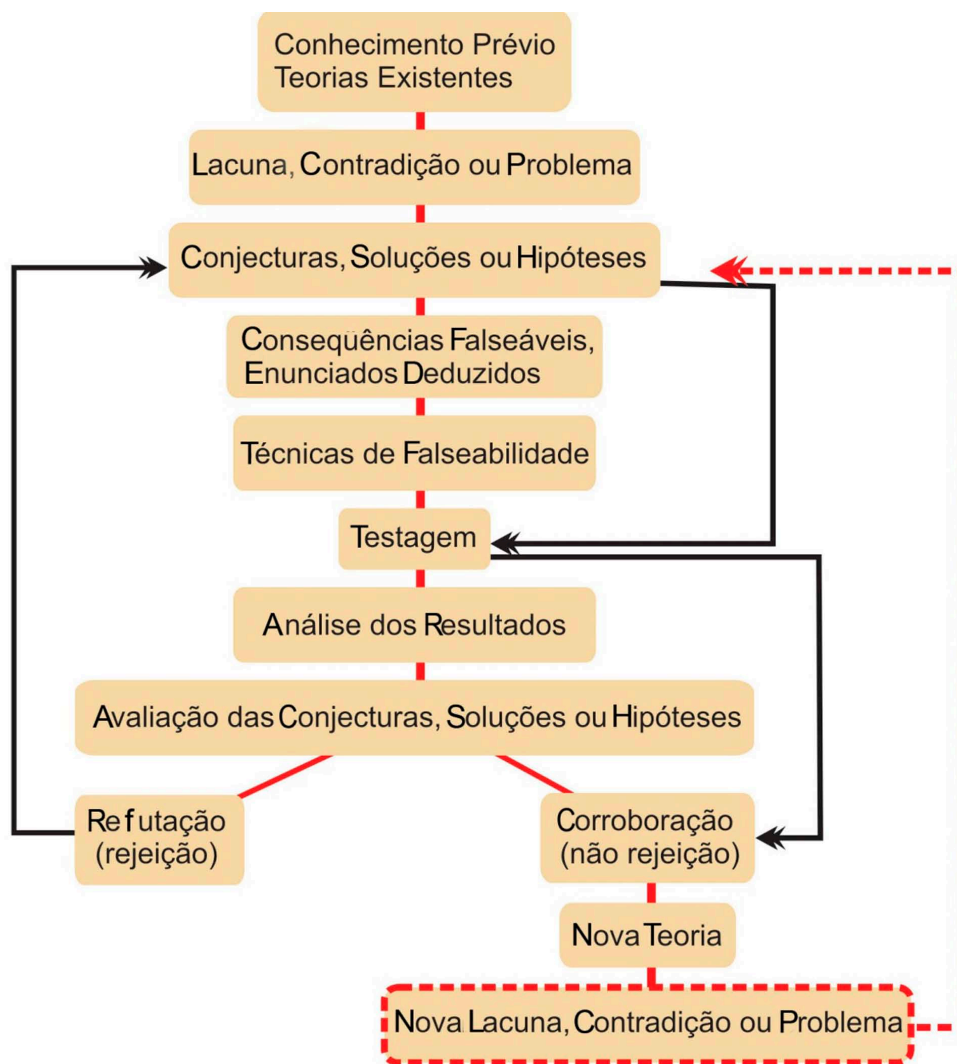 Conhecimento Prévio
Teorias Existentes
Lacuna, Contradição ou Problema
Conjecturas, Soluções ou Hipóteses
Conseqüências Falseáveis,
Enunciados Deduzidos
Técnicas de Falseabilidade
Testagem
Análise dos Resultados
Avaliação das Conjecturas, Soluções ou Hipóteses
Refutação
(rejeição)
Corroboração
(não rejeição)
Nova Teoria
Nova Lacuna, Contradição ou Problema